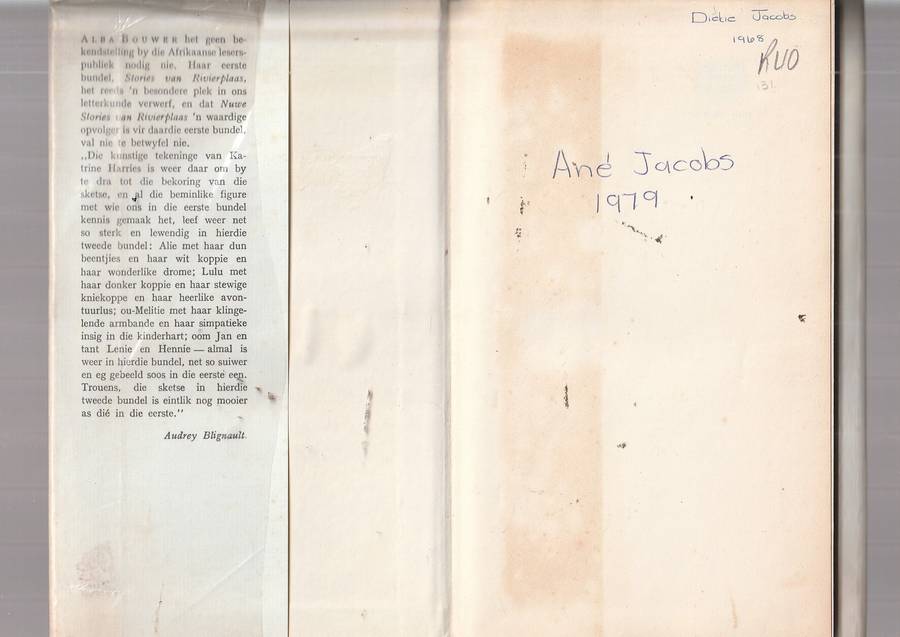 ALBA BOUWER het geen be-
kendstelling by die Afrikaanse lesers-
publiek nodig nie. Haar eerste
bundel, Stories van Rivierplaas,
het reeds 'n besondere plek in ons
letterkunde verwerf, en dat Nuwe
Stories van Rivierplaas 'n waardige
opvolger is vir daardie eerste bundel,
val nie te betwyfel nie.
„Die kunstige tekeninge van Ka-
trine Harries is weer daar om by
te dra tot die bekoring van die
sketse, en al die beminlike figure
met wie ons in die eerste bundel
kennis gemaak het, leef weer net
so sterk en lewendig in hierdie
tweede bundel: Alie met haar dun
beentjies en haar wit koppie en
haar wonderlike drome; Lulu met
haar donker koppie en haar stewige
kniekoppe en haar heerlike avon-
tuurlus; ou-Melitie met haar klinge-
lende armbande en haar simpatieke
insig in die kinderhart; oom Jan en
tant Lenie en Hennie — almal is
weer in hierdie bundel, net so suiwer
en eg gebeeld soos in die eerste een.
Trouens, die sketse in hierdie
tweede bundel is eintlik nog mooier
as dié in die eerste."
Audrey Blignault.
Jacobs
1968
Ané Jacobs
1979